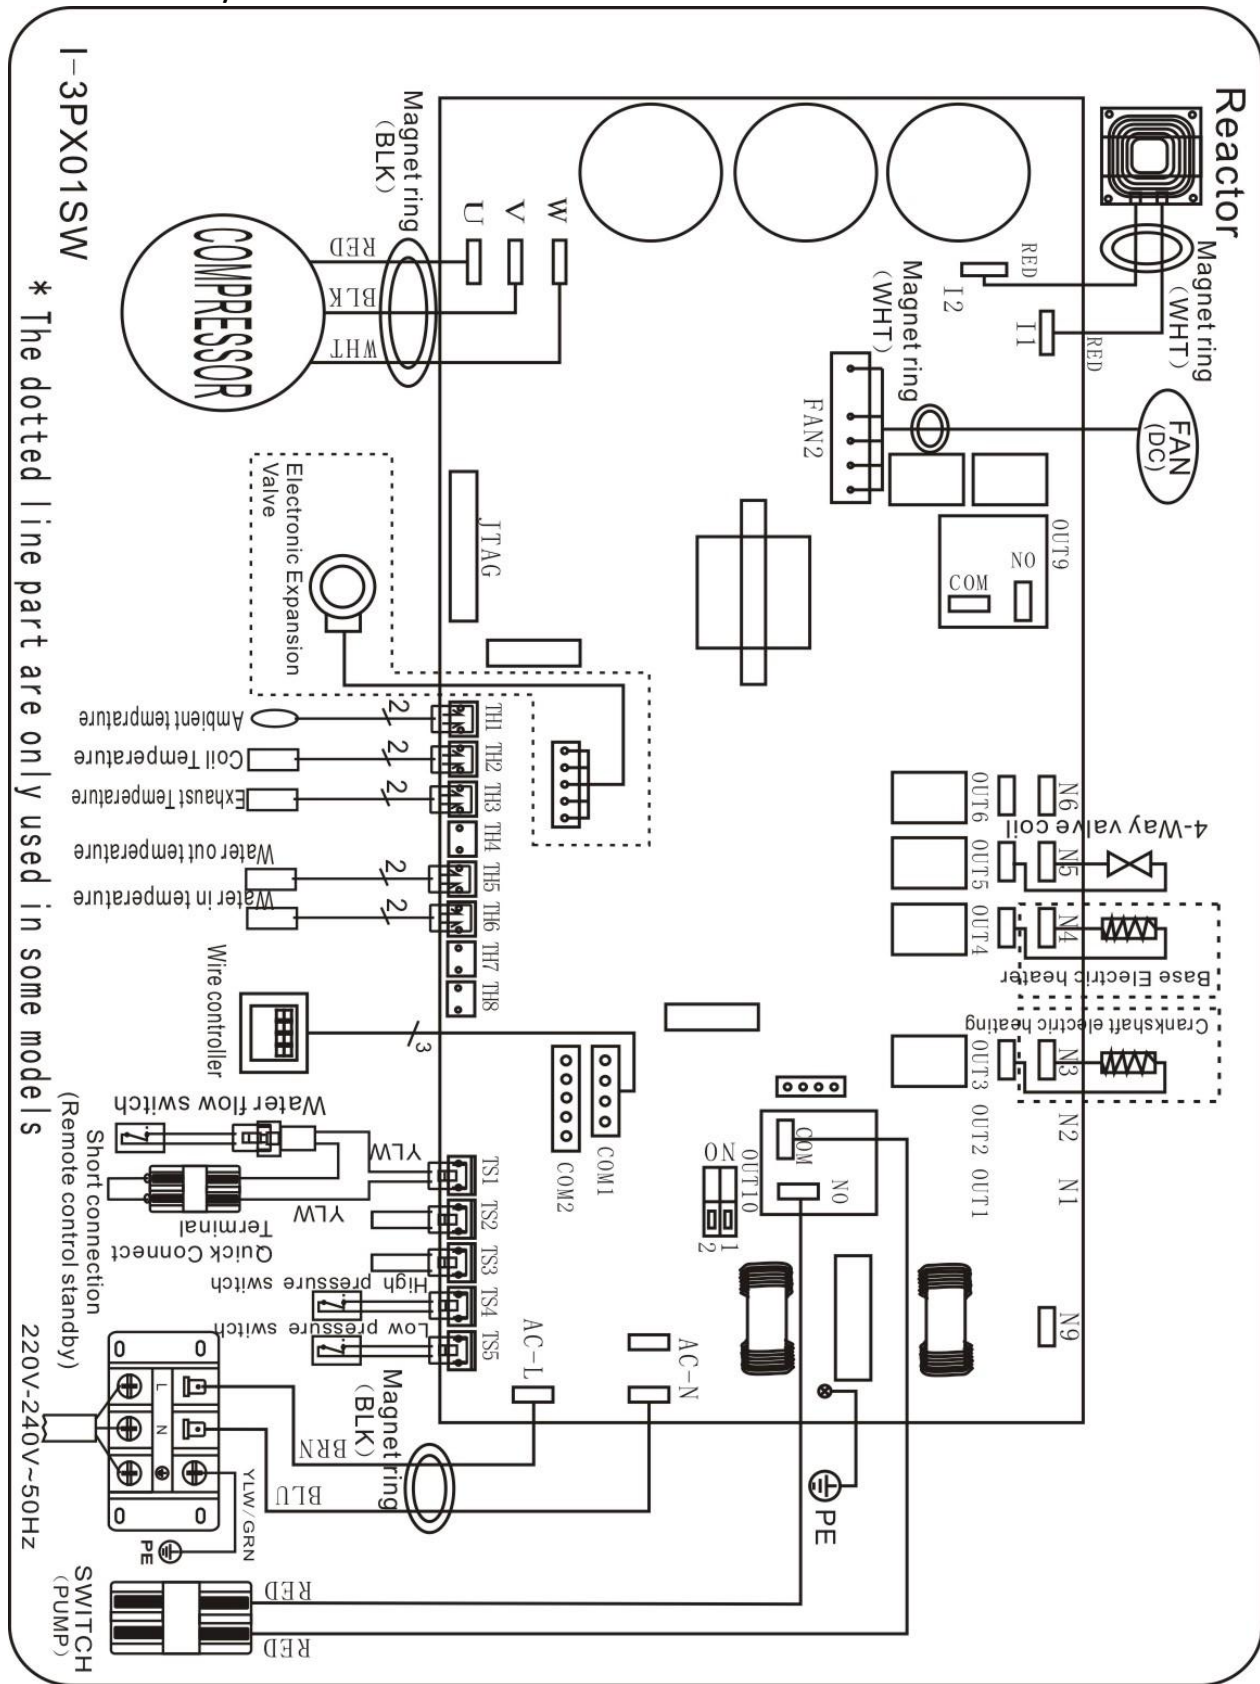 Reactor
Magnet ring
(WHT)
RED
RED
I2
I1
FAN
(DC)
Magnet ring
(WHT)
FAN2
OUT9
NO
COM
Magnet ring
(BLK)
U
V
W
RED
BLK
WHT
COMPRESSOR
I-3PX01SW
JTAG
Electronic Expansion
Valve
TH1
TH2
TH3
TH4
TH5
TH6
TH7
TH8
2
2
2
2
2
Ambient temprature
Coil Temperature
Exhaust Temperature
Water out temperature
Water in temperature
Wire controller
3
COM1
COM2
N6
OUT6
4-Way valve coil
N5
OUT5
N4
OUT4
Base Electric heater
Crankshaft electric heating
N3
OUT3
N2
OUT2
N1
OUT1
COM
NO
OUT10
ON
1
2
N9
TS1
TS2
TS3
TS4
TS5
YLW
YLW
Water flow switch
Quick Connect
Terminal
Short connection
(Remote control standby)
High pressure switch
Low pressure switch
AC-L
AC-N
Magnet ring
(BLK)
BRN
BLU
L
N
YLW/GRN
PE
PE
220V-240V~50Hz
SWITCH
(PUMP)
RED
RED
* The dotted line part are only used in some models